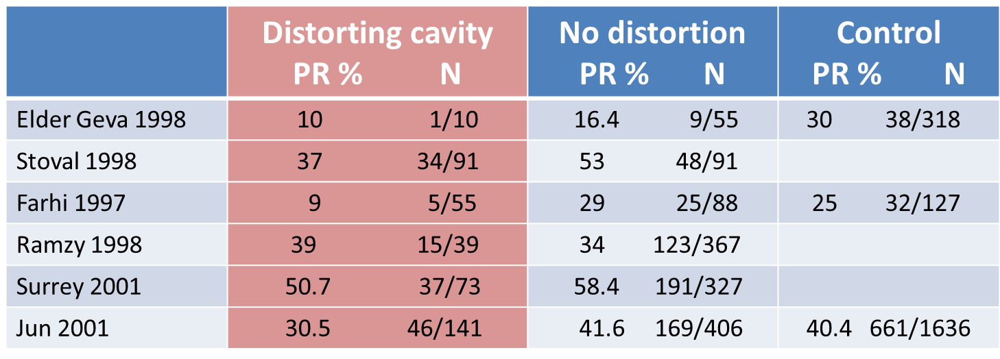 Distorting cavity No distortion Control
PR % N PR % N PR % N
Elder Geva 1998 10 1/10 16.4 9/55 30 38/318
Stoval 1998 37 34/91 53 48/91
Farhi 1997 9 5/55 29 25/88 25 32/127
Ramzy 1998 39 15/39 34 123/367
Surrey 2001 50.7 37/73 58.4 191/327
Jun 2001 30.5 46/141 41.6 169/406 40.4 661/1636